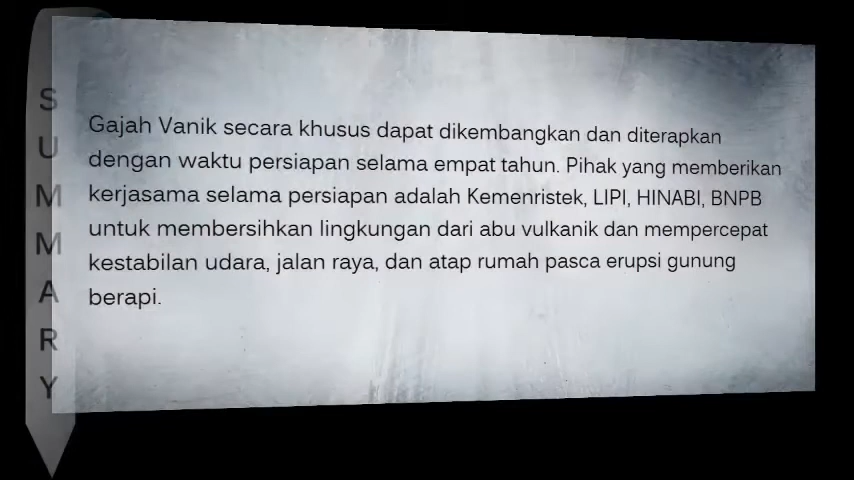 SUMMARY
Gajah Vanik secara khusus dapat dikembangkan dan diterapkan
dengan waktu persiapan selama empat tahun. Pihak yang memberikan
kerjasama selama persiapan adalah Kemenristek, LIPI, HINABI, BNPB
untuk membersihkan lingkungan dari abu vulkanik dan mempercepat
kestabilan udara, jalan raya, dan atap rumah pasca erupsi gunung
berapi.